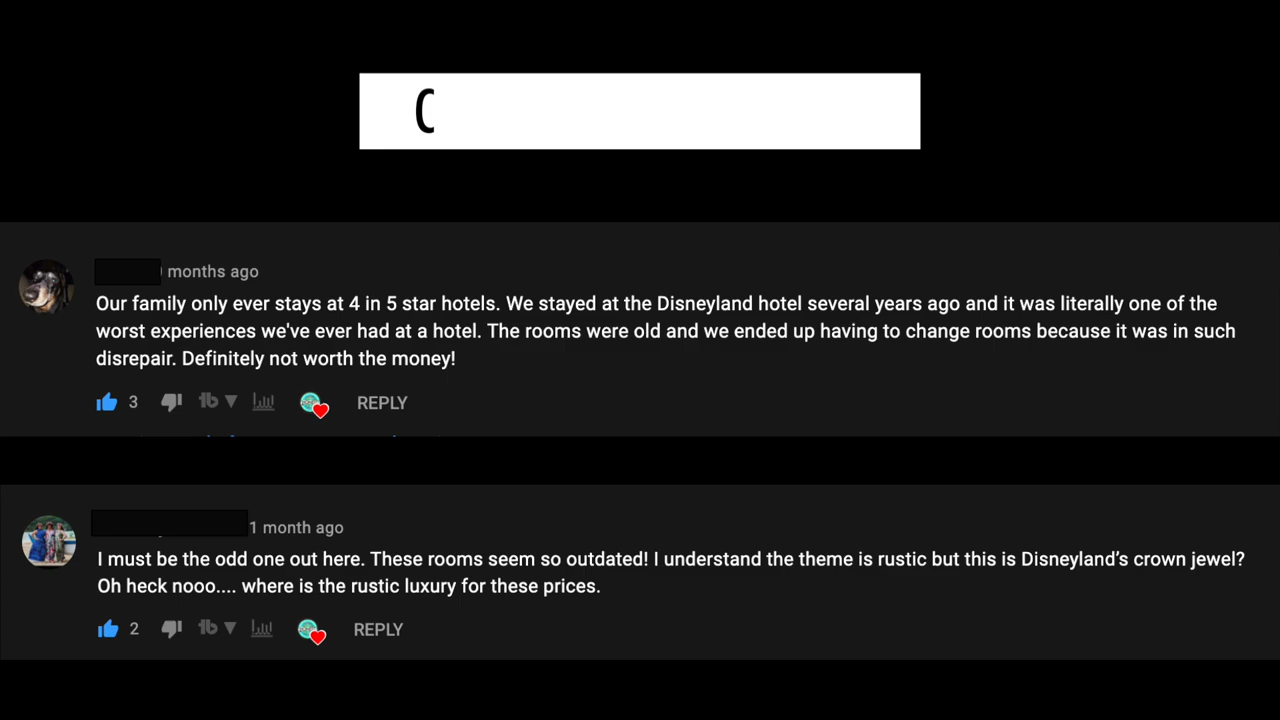 C
months ago
Our family only ever stays at 4 in 5 star hotels. We stayed at the Disneyland hotel several years ago and it was literally one of the
worst experiences we've ever had at a hotel. The rooms were old and we ended up having to change rooms because it was in such
disrepair. Definitely not worth the money!
3 REPLY
1 month ago
I must be the odd one out here. These rooms seem so outdated! I understand the theme is rustic but this is Disneyland's crown jewel?
Oh heck nooo.... where is the rustic luxury for these prices.
2 REPLY